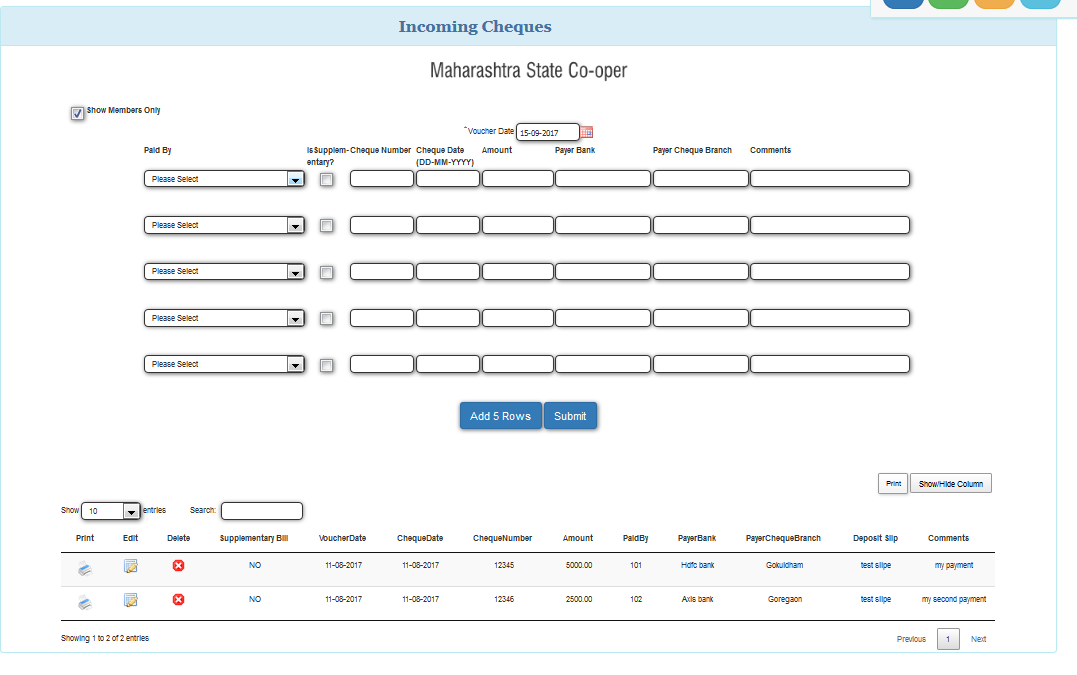 Incoming Cheques
Maharashtra State Co-oper
Show Members Only
*Voucher Date 15-09-2017
Paid By IsSupplem- Cheque Number Cheque Date Amount Payer Bank Payer Cheque Branch Comments
entary? (DD-MM-YYYY)
Please Select
Please Select
Please Select
Please Select
Please Select
Add 5 Rows Submit
Print Show/Hide Column
Show 10 entries Search:
Print Edit Delete Supplementary Bill VoucherDate ChequeDate ChequeNumber Amount PaidBy PayerBank PayerChequeBranch Deposit Slip Comments
NO 11-08-2017 11-08-2017 12345 5000.00 101 Hdfc bank Gokuldham test slipe my payment
NO 11-08-2017 11-08-2017 12346 2500.00 102 Axis bank Goregaon test slipe my second payment
Showing 1 to 2 of 2 entries Previous 1 Next